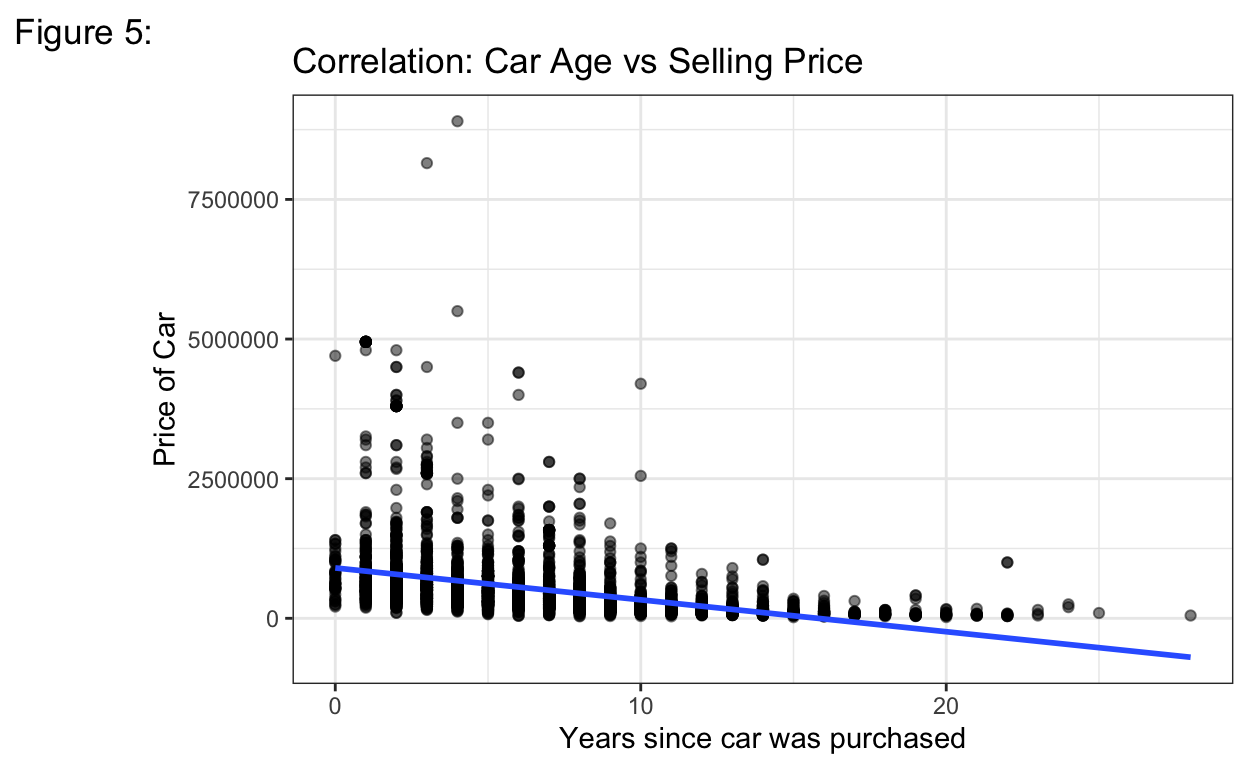 Figure 5:
Correlation: Car Age vs Selling Price
7500000
5000000
2500000
0
Price of Car
0 10 20
Years since car was purchased